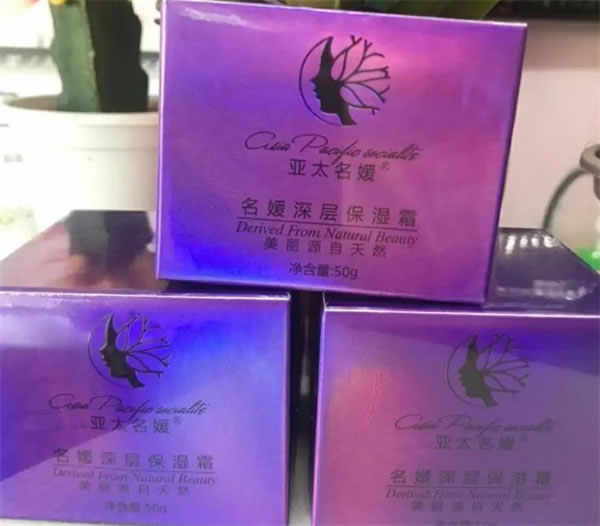 Asia Pacific socialite
亚太名媛®
名媛深层保湿霜
Derived From Natural Beauty
美丽源自天然
净含量:50g
Asia Pacific socialite
亚太名媛®
名媛深层保湿霜
Derived From Natural Beauty
美丽源自天然
净含量:50g
Asia Pacific socialite
亚太名媛®
名媛深层保湿霜
Derived From Natural Beauty
美丽源自天然
净含量:50g